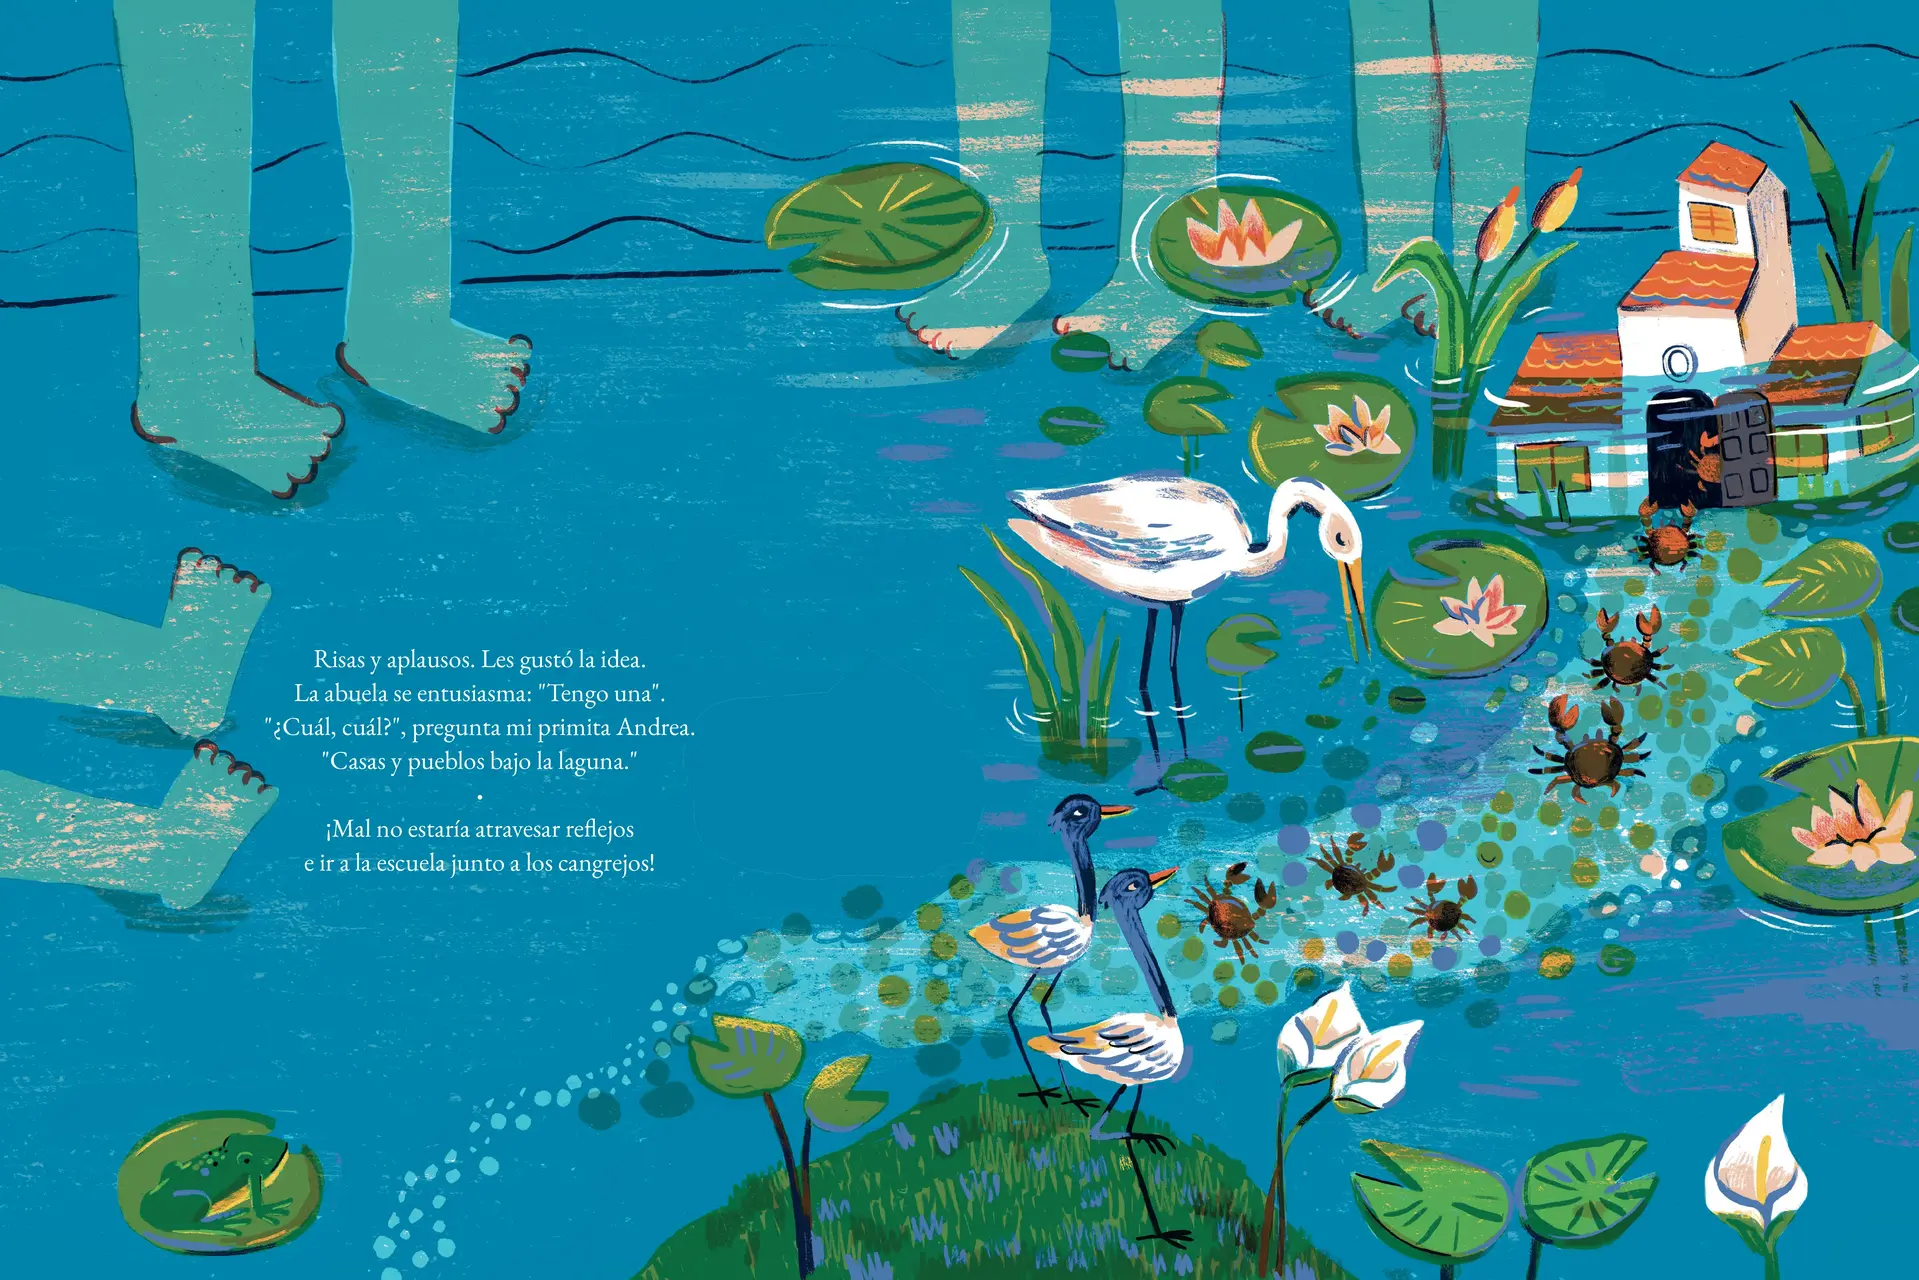 Risas y aplausos. Les gustó la idea.
La abuela se entusiasma: "Tengo una".
"¿Cuál, cuál?", pregunta mi primita Andrea.
"Casas y pueblos bajo la laguna."
•
¡Mal no estaría atravesar reflejos
e ir a la escuela junto a los cangrejos!